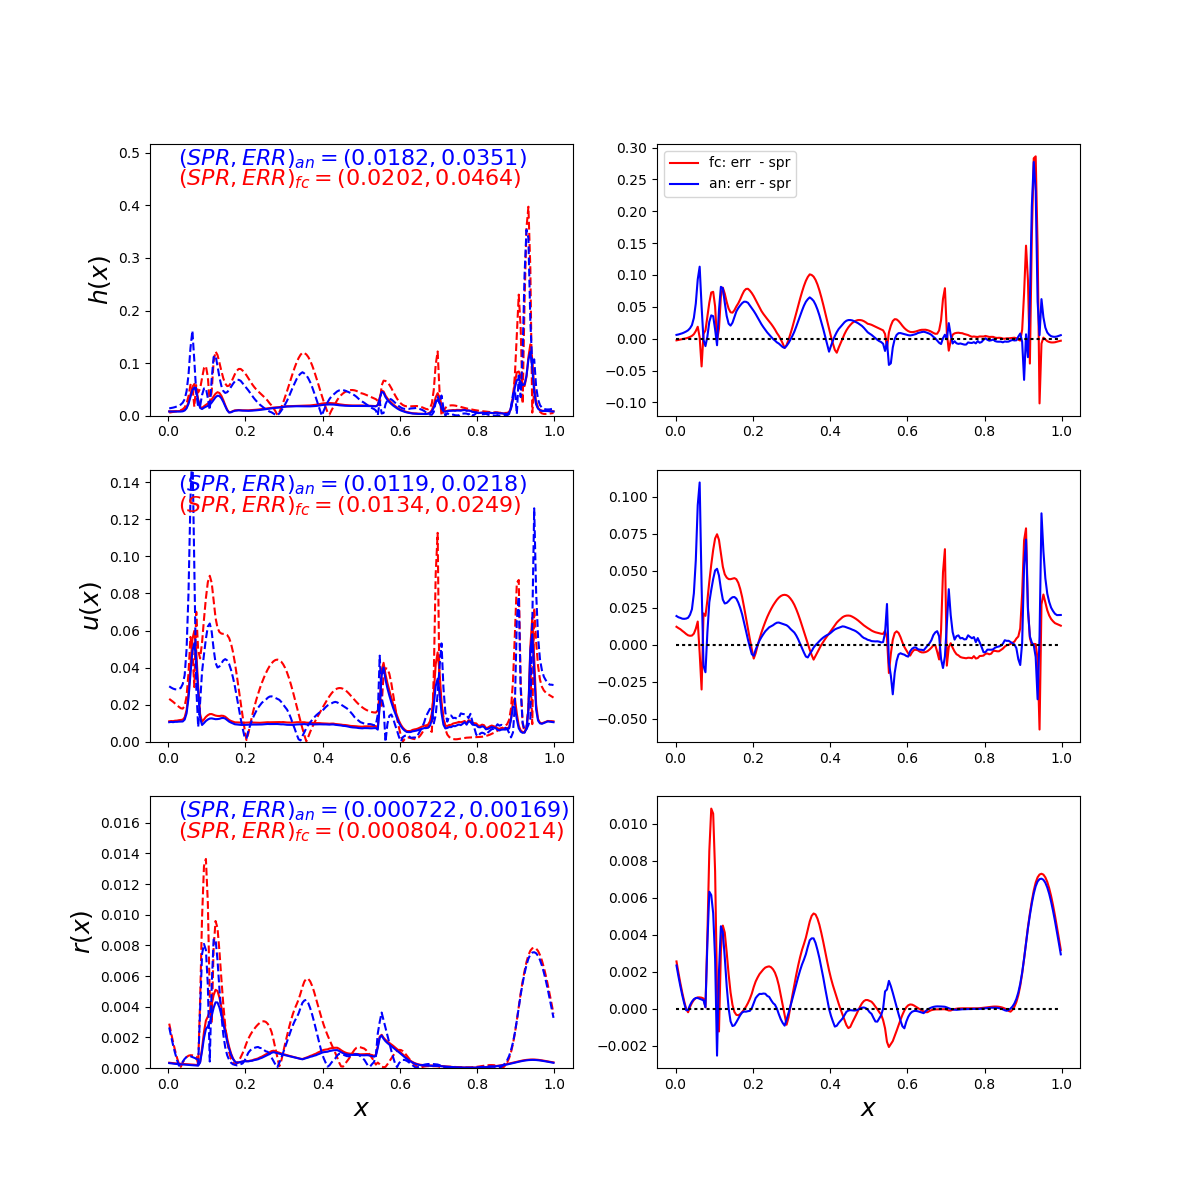 (SPR, ERR)an = (0.0182, 0.0351)
(SPR, ERR)fc = (0.0202, 0.0464)
h(x)
0.5
0.4
0.3
0.2
0.1
0.0
0.0 0.2 0.4 0.6 0.8 1.0
fc: err - spr
an: err - spr
0.30
0.25
0.20
0.15
0.10
0.05
0.00
−0.05
−0.10
0.0 0.2 0.4 0.6 0.8 1.0
(SPR, ERR)an = (0.0119, 0.0218)
(SPR, ERR)fc = (0.0134, 0.0249)
u(x)
0.14
0.12
0.10
0.08
0.06
0.04
0.02
0.00
0.0 0.2 0.4 0.6 0.8 1.0
0.100
0.075
0.050
0.025
0.000
−0.025
−0.050
0.0 0.2 0.4 0.6 0.8 1.0
(SPR, ERR)an = (0.000722, 0.00169)
(SPR, ERR)fc = (0.000804, 0.00214)
r(x)
0.016
0.014
0.012
0.010
0.008
0.006
0.004
0.002
0.000
0.0 0.2 0.4 0.6 0.8 1.0
x
0.010
0.008
0.006
0.004
0.002
0.000
−0.002
0.0 0.2 0.4 0.6 0.8 1.0
x